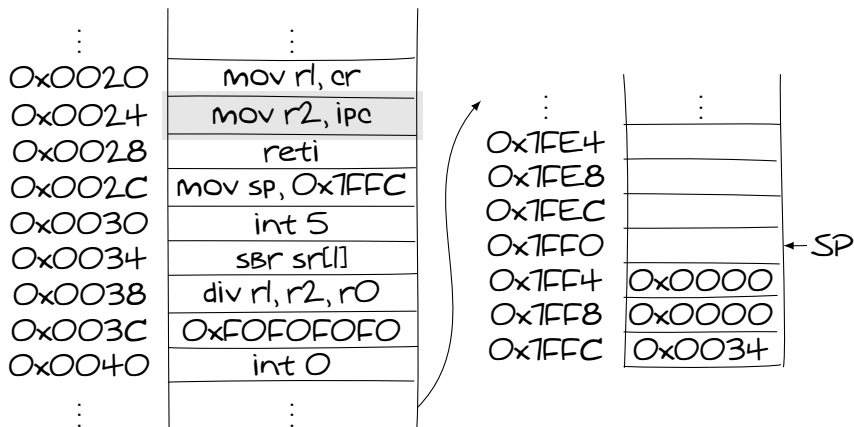 ⋮ ⋮
0x0020 mov r1, cr
0x0024 mov r2, ipc
0x0028 reti
0x002C mov sp, 0x7FFC
0x0030 int 5
0x0034 sbr sr[1]
0x0038 div r1, r2, r0
0x003C 0xF0F0F0F0
0x0040 int 0
⋮ ⋮
⋮ ⋮
0x7FE4
0x7FE8
0x7FEC
0x7FF0 SP
0x7FF4 0x0000
0x7FF8 0x0000
0x7FFC 0x0034